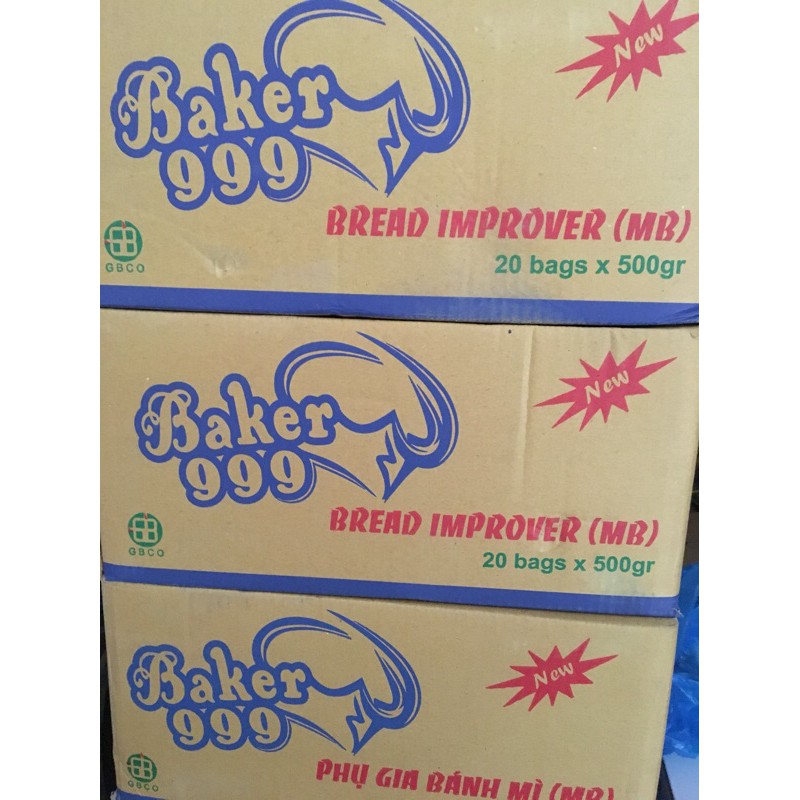 New
Baker
999
BREAD IMPROVER (MB)
GBCO
20 bags x 500gr
New
Baker
999
BREAD IMPROVER (MB)
GBCO
20 bags x 500gr
New
Baker
999
PHỤ GIA BÁNH MÌ (MB)
GBCO